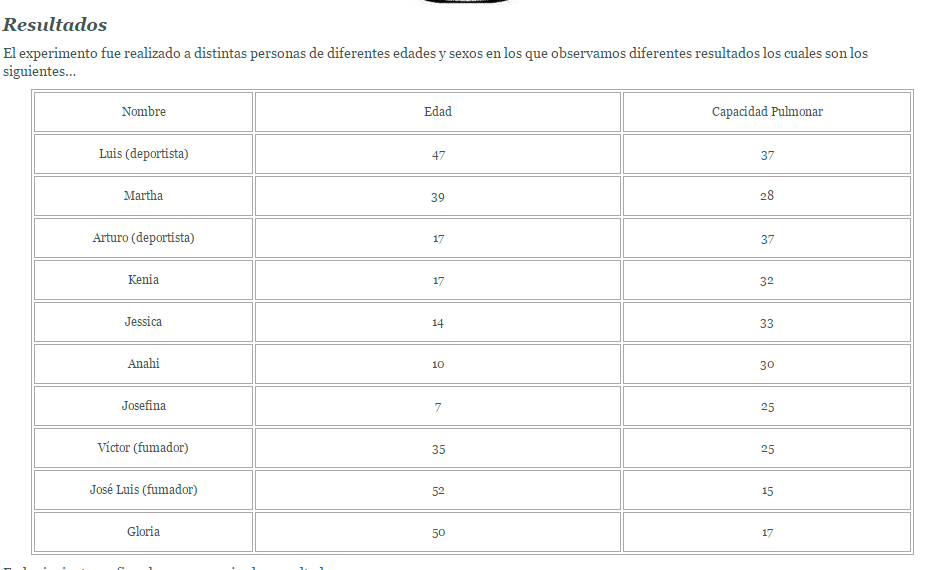 Resultados
El experimento fue realizado a distintas personas de diferentes edades y sexos en los que observamos diferentes resultados los cuales son los
siguientes...
Nombre Edad Capacidad Pulmonar
Luis (deportista) 47 37
Martha 39 28
Arturo (deportista) 17 37
Kenia 17 32
Jessica 14 33
Anahi 10 30
Josefina 7 25
Víctor (fumador) 35 25
José Luis (fumador) 52 15
Gloria 50 17